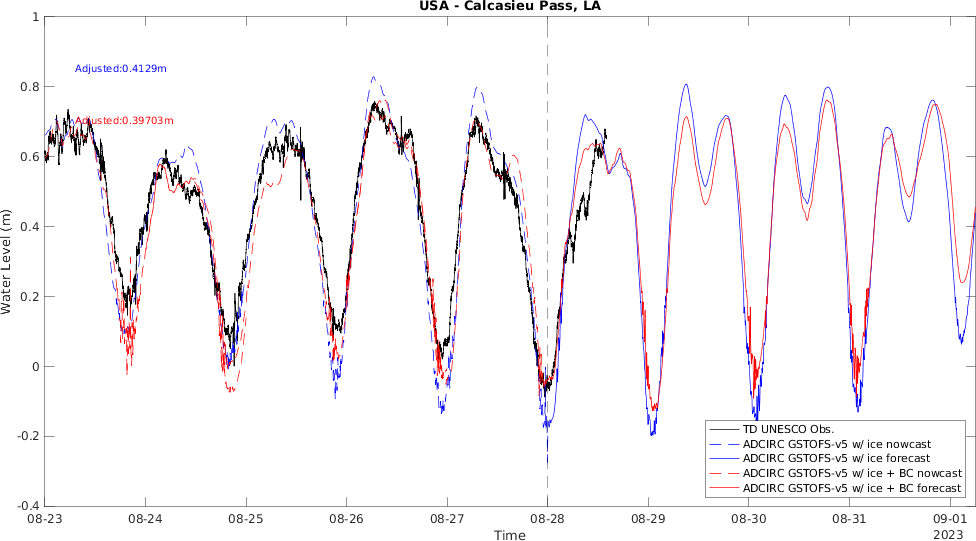 USA - Calcasieu Pass, LA
1
Adjusted:0.4129m
0.8
Adjusted:0.39703m
0.6
0.4
Water Level (m)
0.2
0
-0.2
-0.4
TD UNESCO Obs.
ADCIRC GSTOFS-v5 w/ ice nowcast
ADCIRC GSTOFS-v5 w/ ice forecast
ADCIRC GSTOFS-v5 w/ ice + BC nowcast
ADCIRC GSTOFS-v5 w/ ice + BC forecast
08-23 08-24 08-25 08-26 08-27 08-28 08-29 08-30 08-31 09-01
Time
2023